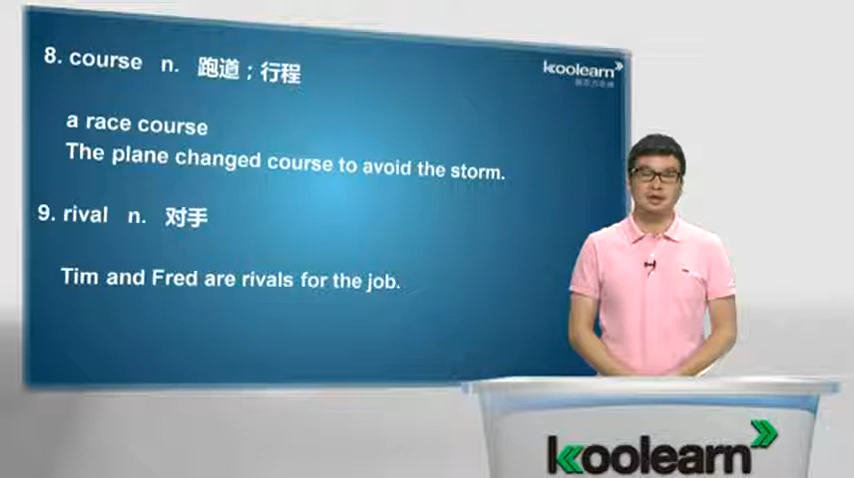 8. course n. 跑道；行程
koolearn
a race course
The plane changed course to avoid the storm.
9. rival n. 对手
Tim and Fred are rivals for the job.
koolearn